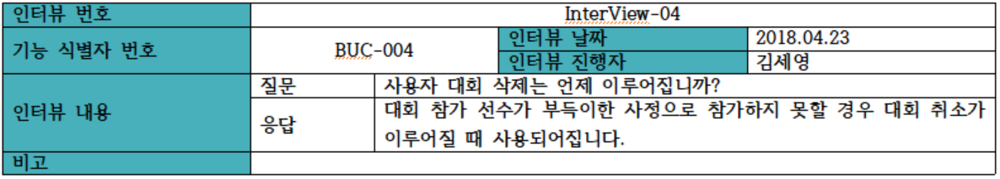 인터뷰 번호 InterView-04
기능 식별자 번호 BUC-004 인터뷰 날짜 2018.04.23
인터뷰 진행자 김세영
인터뷰 내용 질문 사용자 대회 삭제는 언제 이루어집니까?
응답 대회 참가 선수가 부득이한 사정으로 참가하지 못할 경우 대회 취소가
이루어질 때 사용되어집니다.
비고